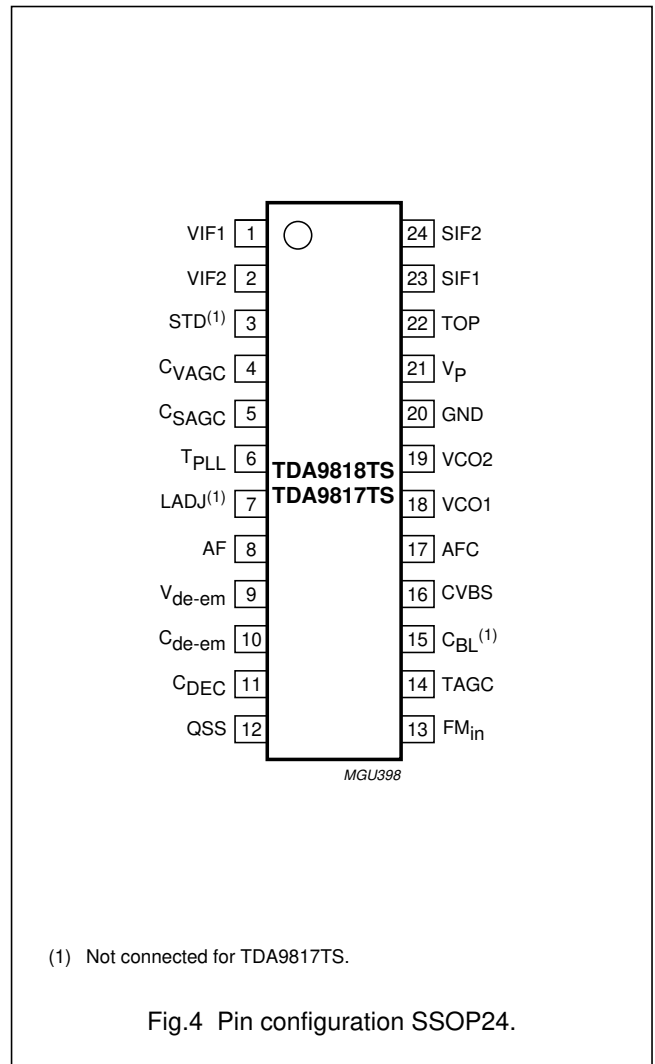 VIF1 1 24 SIF2
VIF2 2 23 SIF1
STD(1) 3 22 TOP
CVAGC 4 21 VP
CSAGC 5 20 GND
TPLL 6 TDA9818TS 19 VCO2
LADJ(1) 7 TDA9817TS 18 VCO1
AF 8 17 AFC
Vde-em 9 16 CVBS
Cde-em 10 15 CBL(1)
CDEC 11 14 TAGC
QSS 12 13 FMin
MGU398
(1) Not connected for TDA9817TS.
Fig.4 Pin configuration SSOP24.